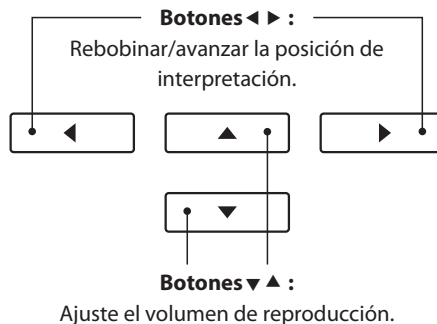 Botones◀ ▶ :
Rebobinar/avanzar la posición de
interpretación.
Botones▼ ▲ :
Ajuste el volumen de reproducción.